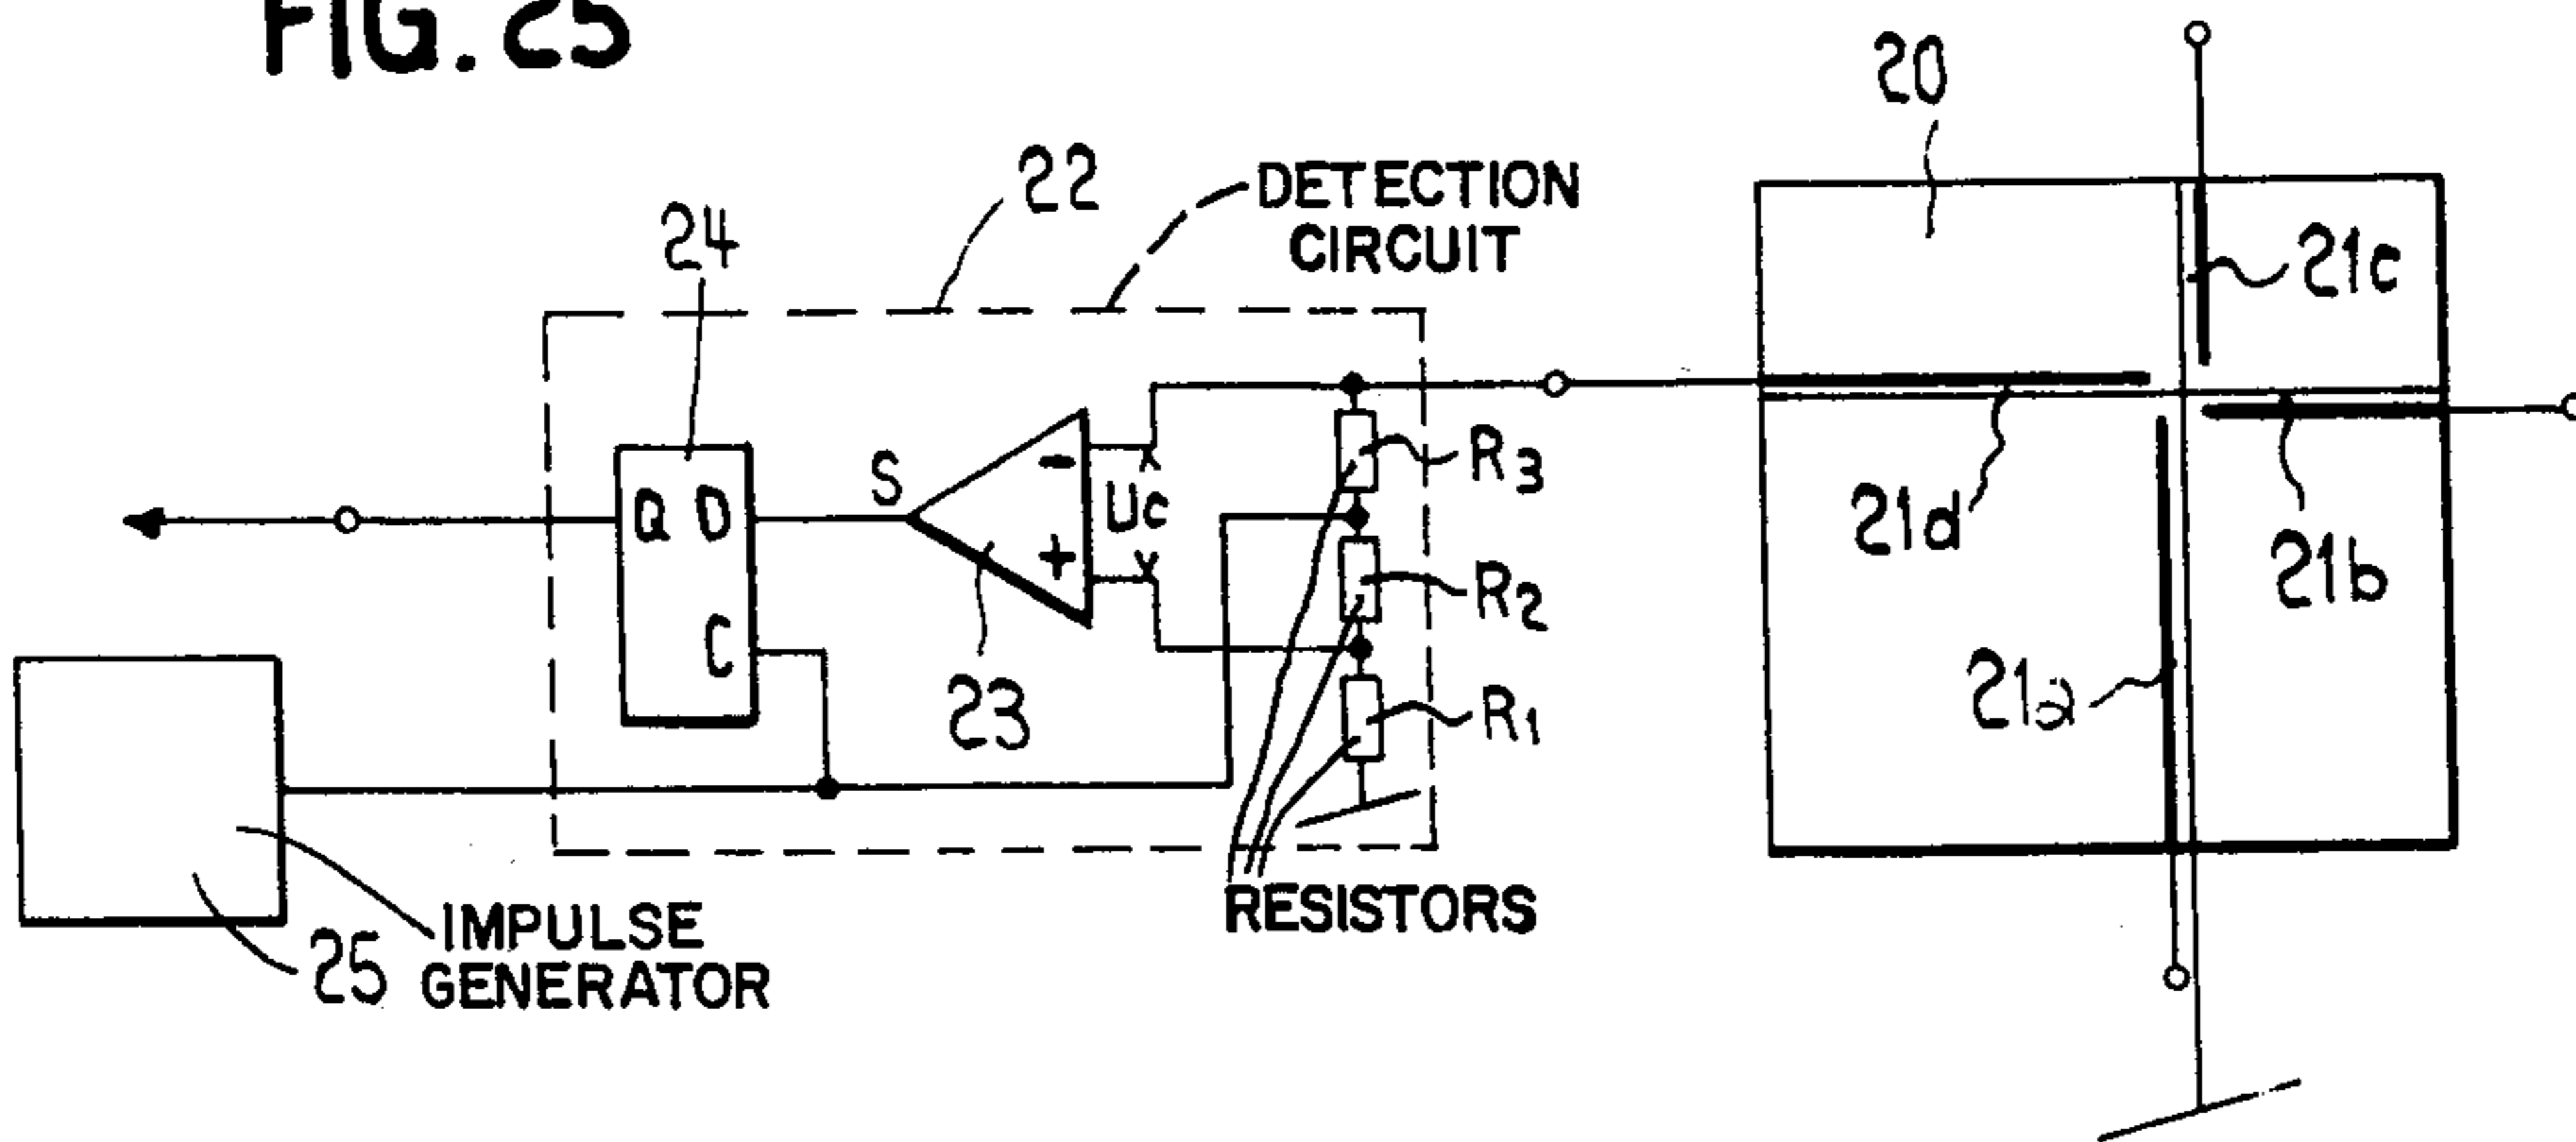 FIG. 25
20
22
DETECTION
CIRCUIT
24
21c
S
-
Uc
+
Q D
C
R3
R2
R1
21d
21b
21a
23
RESISTORS
IMPULSE
GENERATOR
25